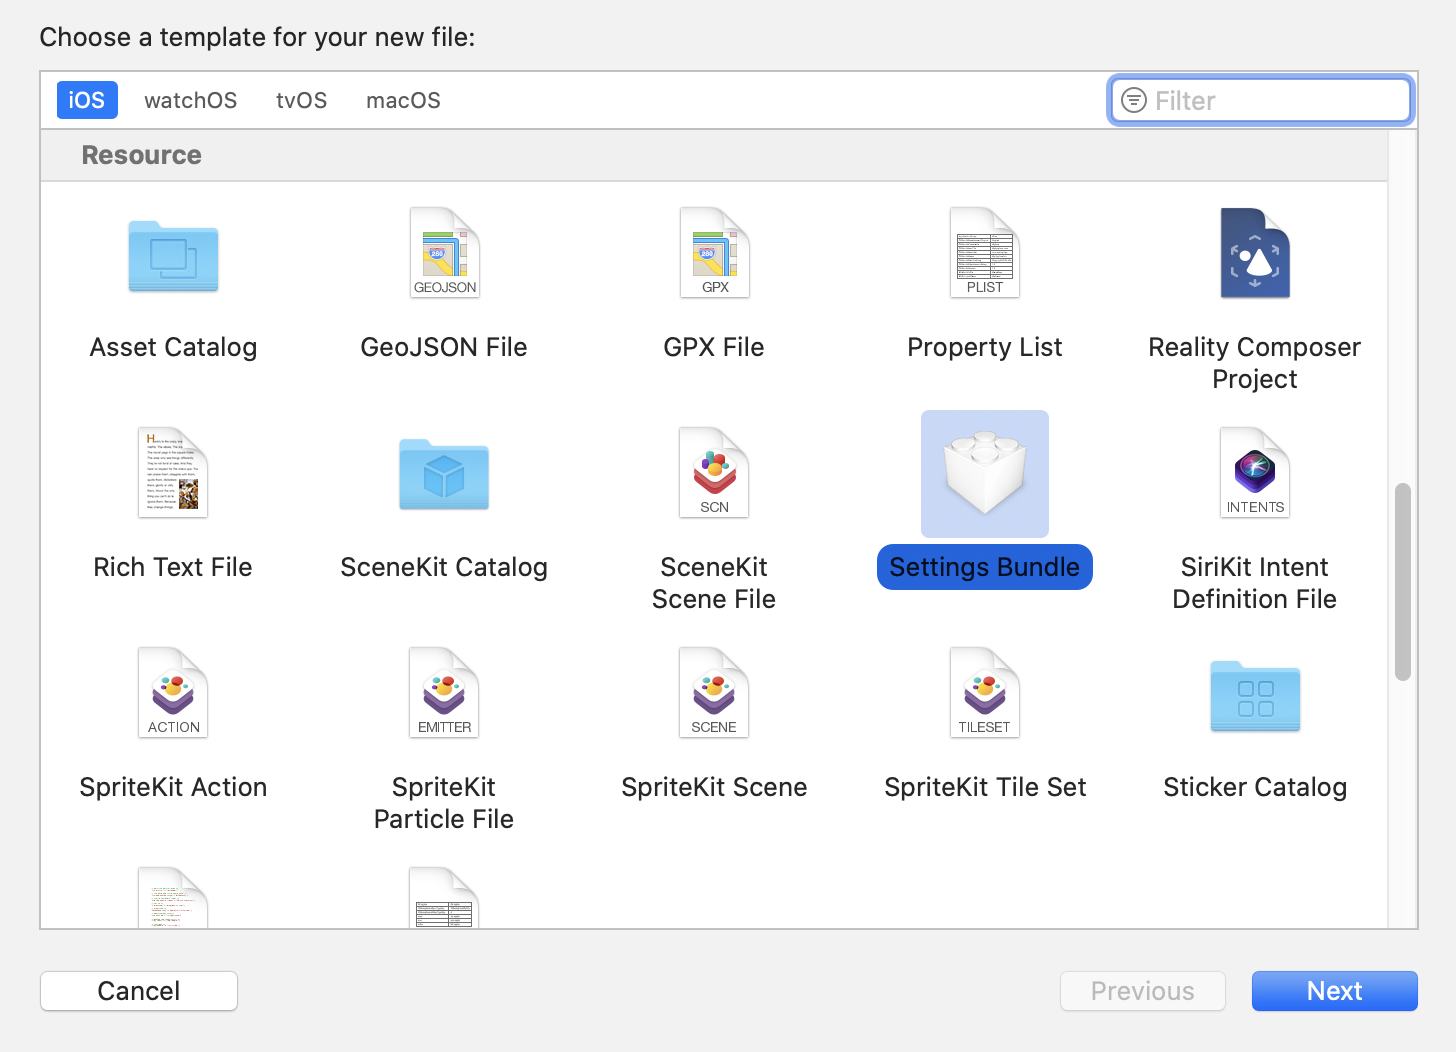 Choose a template for your new file:
iOS watchOS tvOS macOS Filter
Resource
GEOJSON GPX PLIST
Asset Catalog GeoJSON File GPX File Property List Reality Composer
Project
SCN INTENTS
Rich Text File SceneKit Catalog SceneKit Settings Bundle SiriKit Intent
Scene File Definition File
ACTION EMITTER SCENE TILESET
SpriteKit Action SpriteKit SpriteKit Scene SpriteKit Tile Set Sticker Catalog
Particle File
Cancel Previous Next